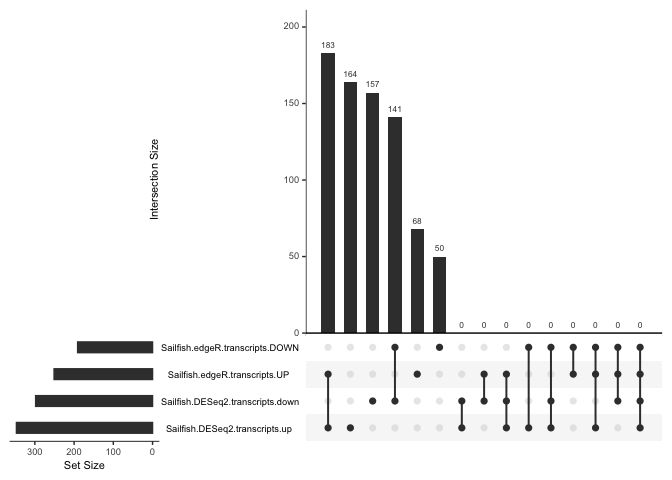 200
183
164
157
150
141
Intersection Size
100
68
50
50
0
0 0 0 0 0 0 0 0 0
Sailfish.edgeR.transcripts.DOWN
Sailfish.edgeR.transcripts.UP
Sailfish.DESeq2.transcripts.down
Sailfish.DESeq2.transcripts.up
300 200 100 0
Set Size